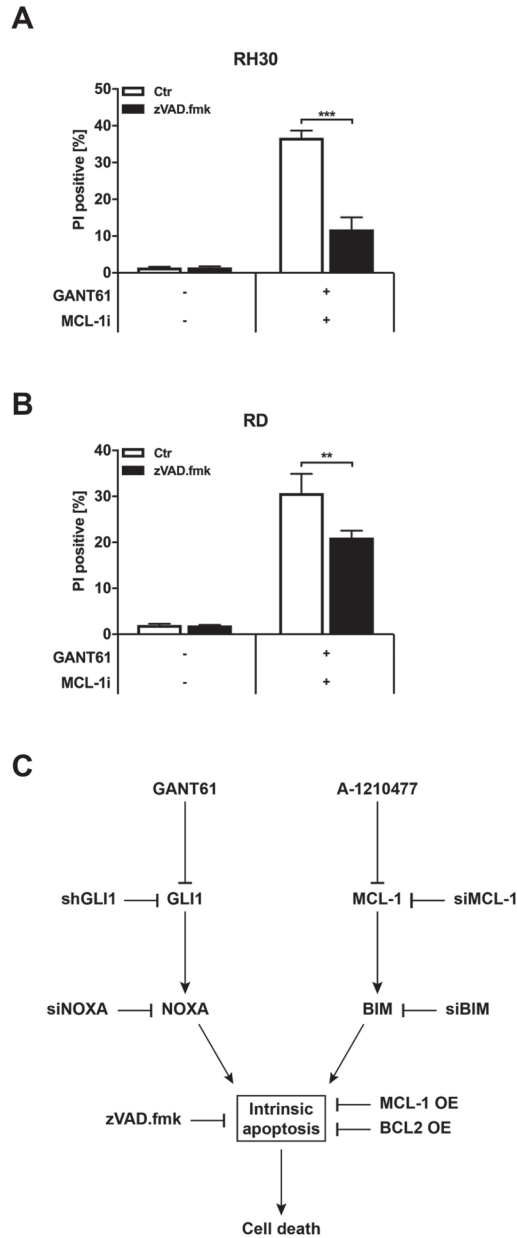 A
RH30
Ctr
zVAD.fmk
***
PI positive [%]
50
40
30
20
10
0
GANT61 - +
MCL-1i - +
B
RD
Ctr
zVAD.fmk
**
PI positive [%]
40
30
20
10
0
GANT61 - +
MCL-1i - +
C
GANT61 A-1210477
shGLI1 GLI1 MCL-1 siMCL-1
siNOXA NOXA BIM siBIM
zVAD.fmk
Intrinsic
apoptosis
MCL-1 OE
BCL2 OE
Cell death